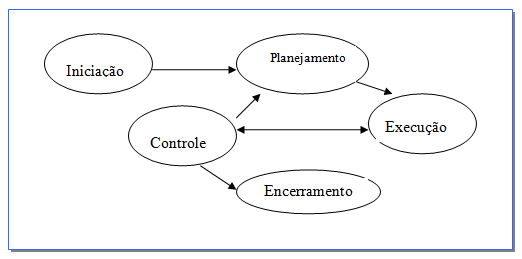 Iniciação
Planejamento
Controle
Execução
Encerramento